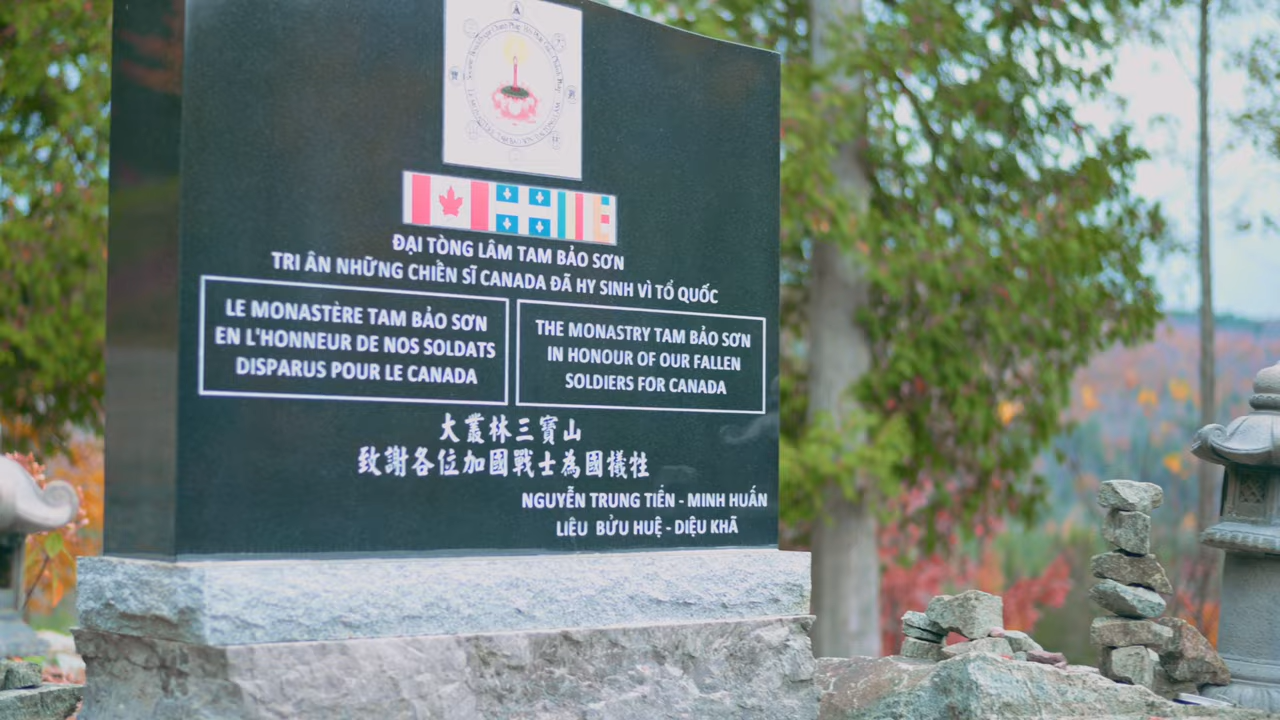 ĐẠI TÒNG LÂM TAM BẢO SƠN
TRI ÂN NHỮNG CHIẾN SĨ CANADA ĐÃ HY SINH VÌ TỔ QUỐC
LE MONASTÈRE TAM BẢO SƠN
EN L'HONNEUR DE NOS SOLDATS
DISPARUS POUR LE CANADA
THE MONASTRY TAM BẢO SƠN
IN HONOUR OF OUR FALLEN
SOLDIERS FOR CANADA
大叢林三寶山
致謝各位加國戰士為國犧牲
NGUYỄN TRUNG TIẾN - MINH HUẤN
LIÊU BỬU HUỆ - DIỆU KHÃ